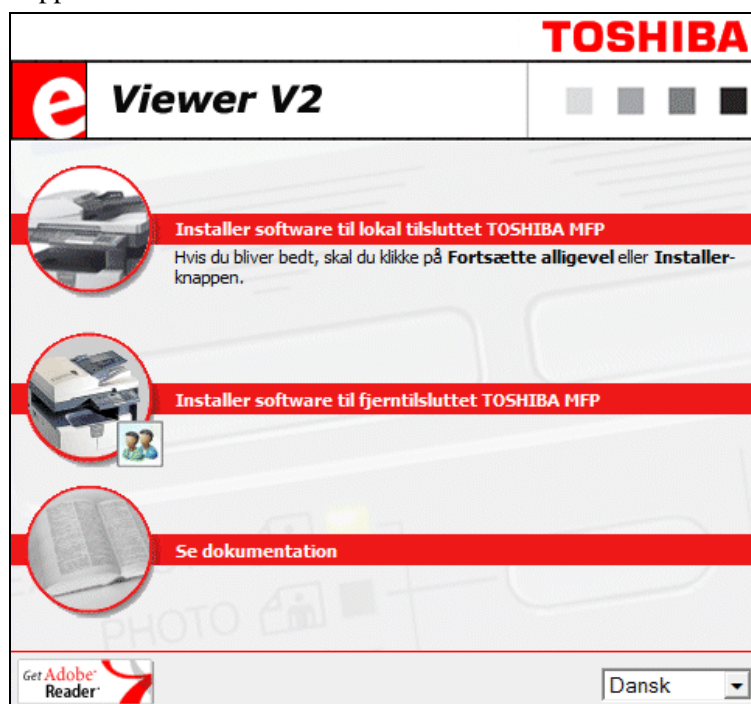 TOSHIBA
e Viewer V2
Installer software til lokal tilsluttet TOSHIBA MFP
Hvis du bliver bedt, skal du klikke på Fortsætte alligevel eller Installer-
knappen.
Installer software til fjerntilsluttet TOSHIBA MFP
Se dokumentation
PHOTO
Get Adobe
Reader
Dansk